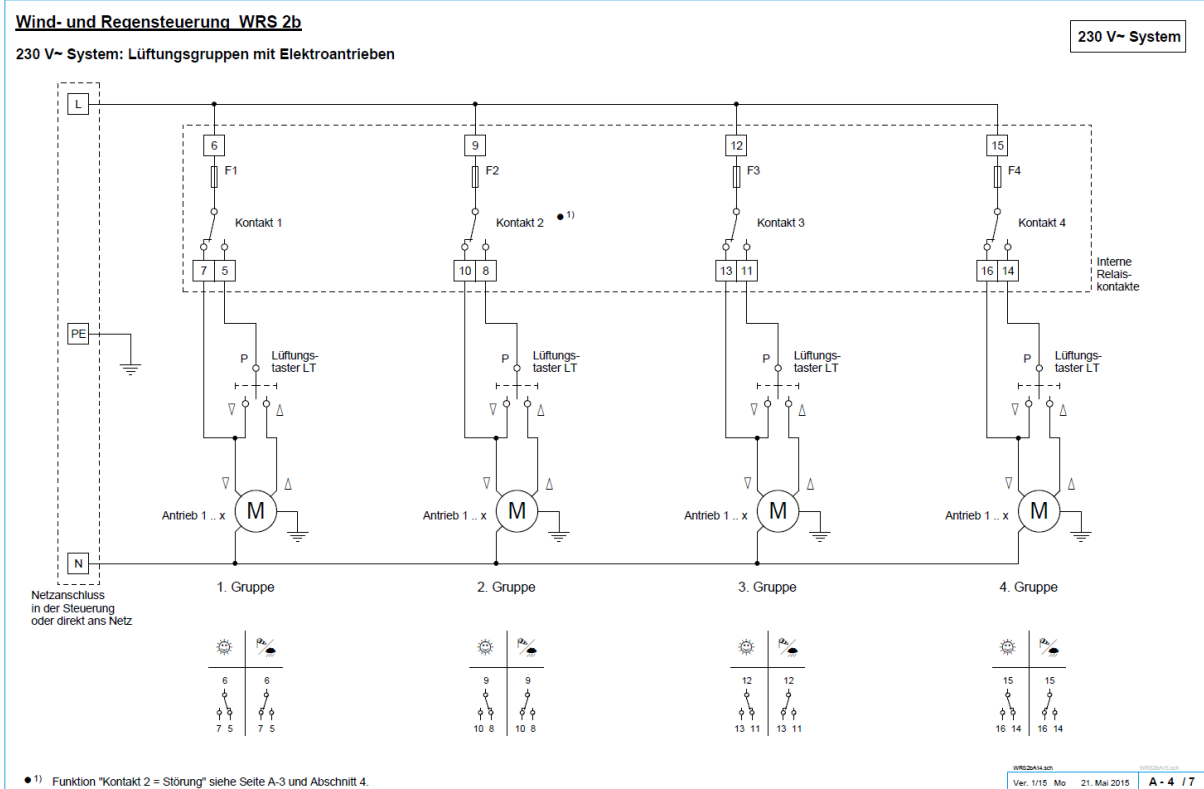 Wind- und Regensteuerung WRS 2b
230 V~ System
230 V~ System: Lüftungsgruppen mit Elektroantrieben
L
6 9 12 15
F1 F2 F3 F4
Kontakt 1 Kontakt 2 ● 1) Kontakt 3 Kontakt 4
7 5 10 8 13 11 16 14
Interne
Relais-
kontakte
PE
P Lüftungs- P Lüftungs- P Lüftungs- P Lüftungs-
taster LT taster LT taster LT taster LT
Antrieb 1 .. x M Antrieb 1 .. x M Antrieb 1 .. x M Antrieb 1 .. x M
N
Netzanschluss
in der Steuerung
oder direkt ans Netz
1. Gruppe 2. Gruppe 3. Gruppe 4. Gruppe
6 6 9 9 12 12 15 15
7 5 7 5 10 8 10 8 13 11 13 11 16 14 16 14
● 1) Funktion "Kontakt 2 = Störung" siehe Seite A-3 und Abschnitt 4.
WRS2bA14.sch WRS2bA15.sch
Ver. 1/15 Mo 21. Mai 2015 A - 4 / 7